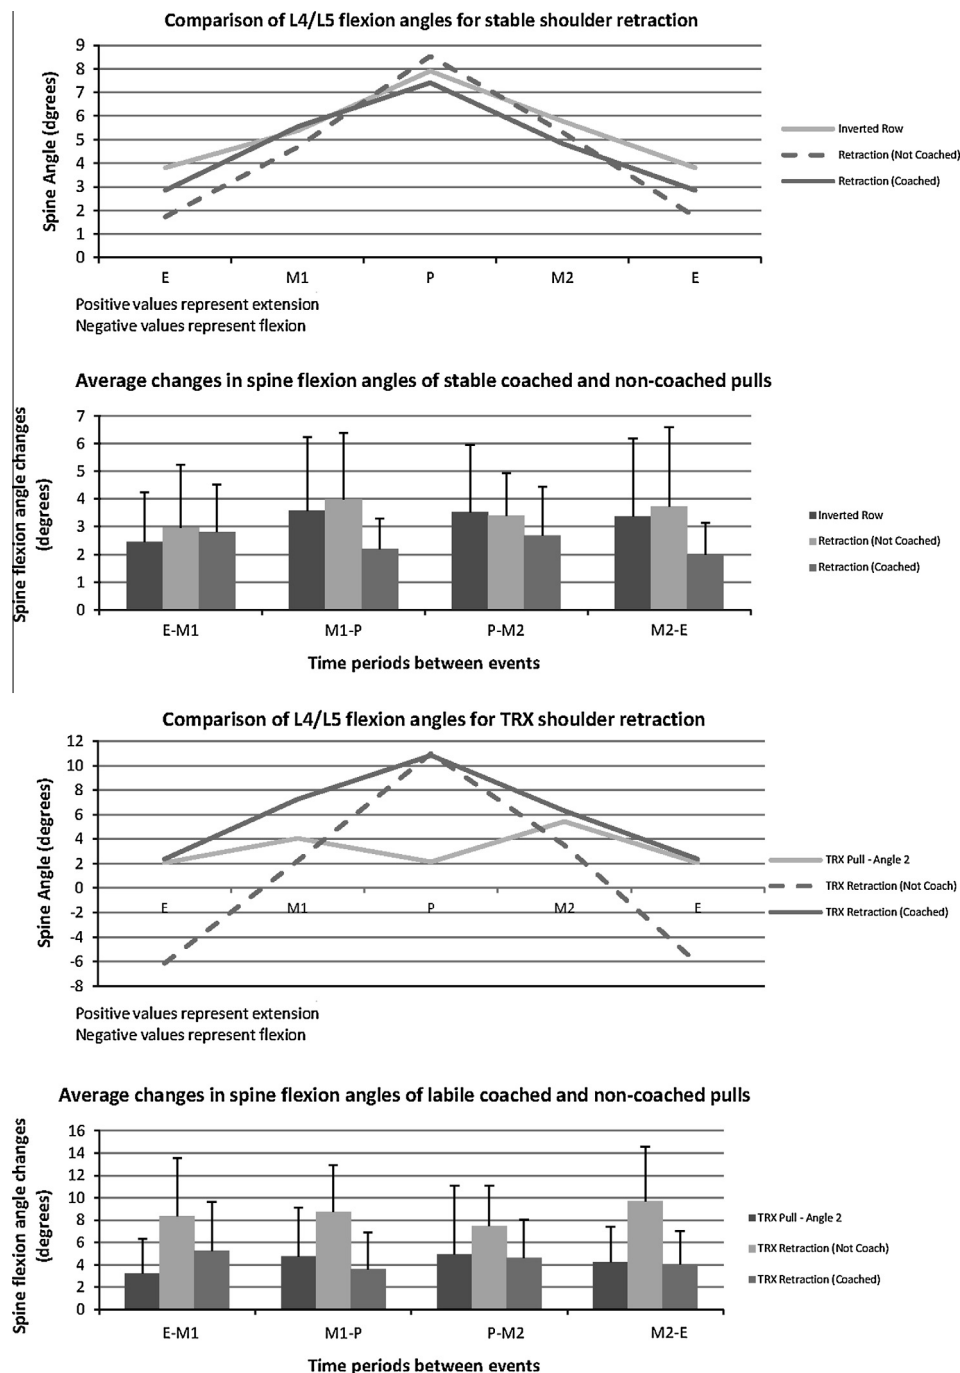 Comparison of L4/L5 flexion angles for stable shoulder retraction
Spine Angle (dgrees)
9
8
7
6
5
4
3
2
1
0
E M1 P M2 E
Inverted Row
Retraction (Not Coached)
Retraction (Coached)
Positive values represent extension
Negative values represent flexion
Average changes in spine flexion angles of stable coached and non-coached pulls
Spine flexion angle changes
(degrees)
7
6
5
4
3
2
1
0
E-M1 M1-P P-M2 M2-E
Time periods between events
Inverted Row
Retraction (Not Coached)
Retraction (Coached)
Comparison of L4/L5 flexion angles for TRX shoulder retraction
Spine Angle (degrees)
12
10
8
6
4
2
0
-2
-4
-6
-8
E M1 P M2 E
TRX Pull - Angle 2
TRX Retraction (Not Coach)
TRX Retraction (Coached)
Positive values represent extension
Negative values represent flexion
Average changes in spine flexion angles of labile coached and non-coached pulls
Spine flexion angle changes
(degrees)
16
14
12
10
8
6
4
2
0
E-M1 M1-P P-M2 M2-E
Time periods between events
TRX Pull - Angle 2
TRX Retraction (Not Coach)
TRX Retraction (Coached)